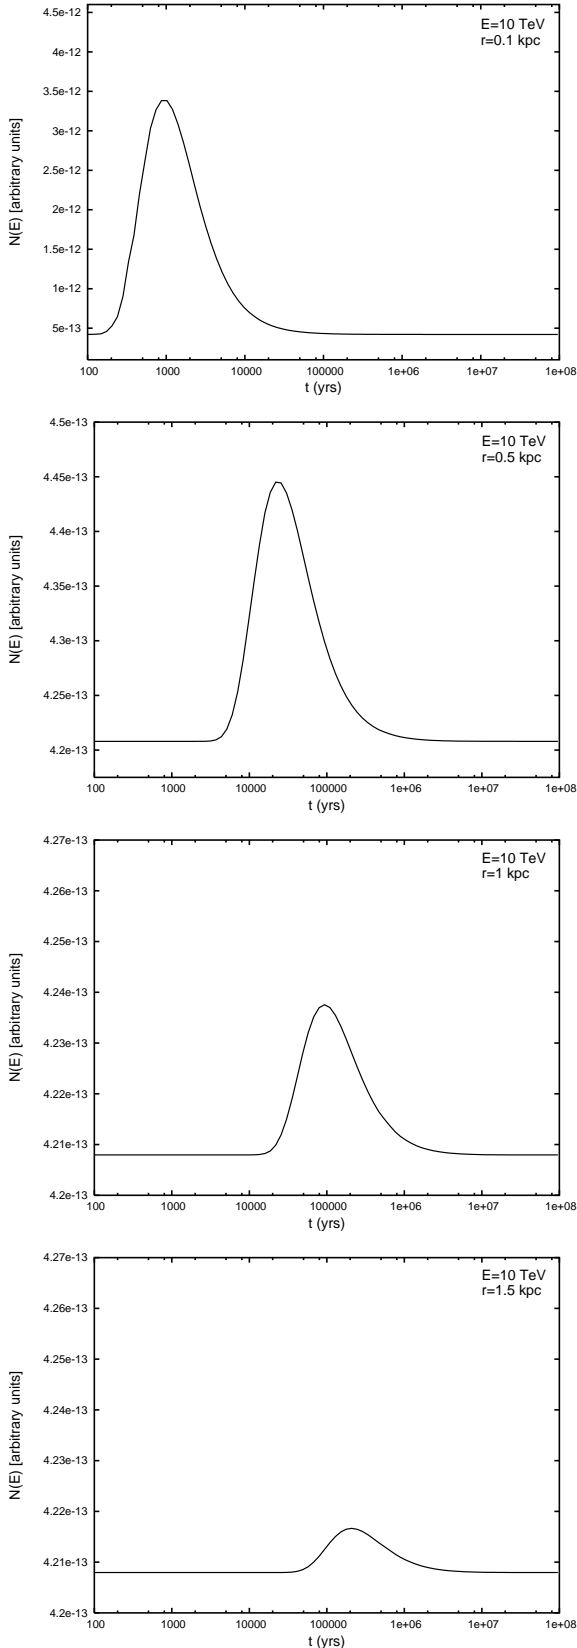 4.5e-12
4e-12
3.5e-12
3e-12
2.5e-12
2e-12
1.5e-12
1e-12
5e-13
N(E) [arbitrary units]
E=10 TeV
r=0.1 kpc
100 1000 10000 100000 1e+06 1e+07 1e+08
t (yrs)
4.5e-13
4.45e-13
4.4e-13
4.35e-13
4.3e-13
4.25e-13
4.2e-13
N(E) [arbitrary units]
E=10 TeV
r=0.5 kpc
100 1000 10000 100000 1e+06 1e+07 1e+08
t (yrs)
4.27e-13
4.26e-13
4.25e-13
4.24e-13
4.23e-13
4.22e-13
4.21e-13
4.2e-13
N(E) [arbitrary units]
E=10 TeV
r=1 kpc
100 1000 10000 100000 1e+06 1e+07 1e+08
t (yrs)
4.27e-13
4.26e-13
4.25e-13
4.24e-13
4.23e-13
4.22e-13
4.21e-13
4.2e-13
N(E) [arbitrary units]
E=10 TeV
r=1.5 kpc
100 1000 10000 100000 1e+06 1e+07 1e+08
t (yrs)